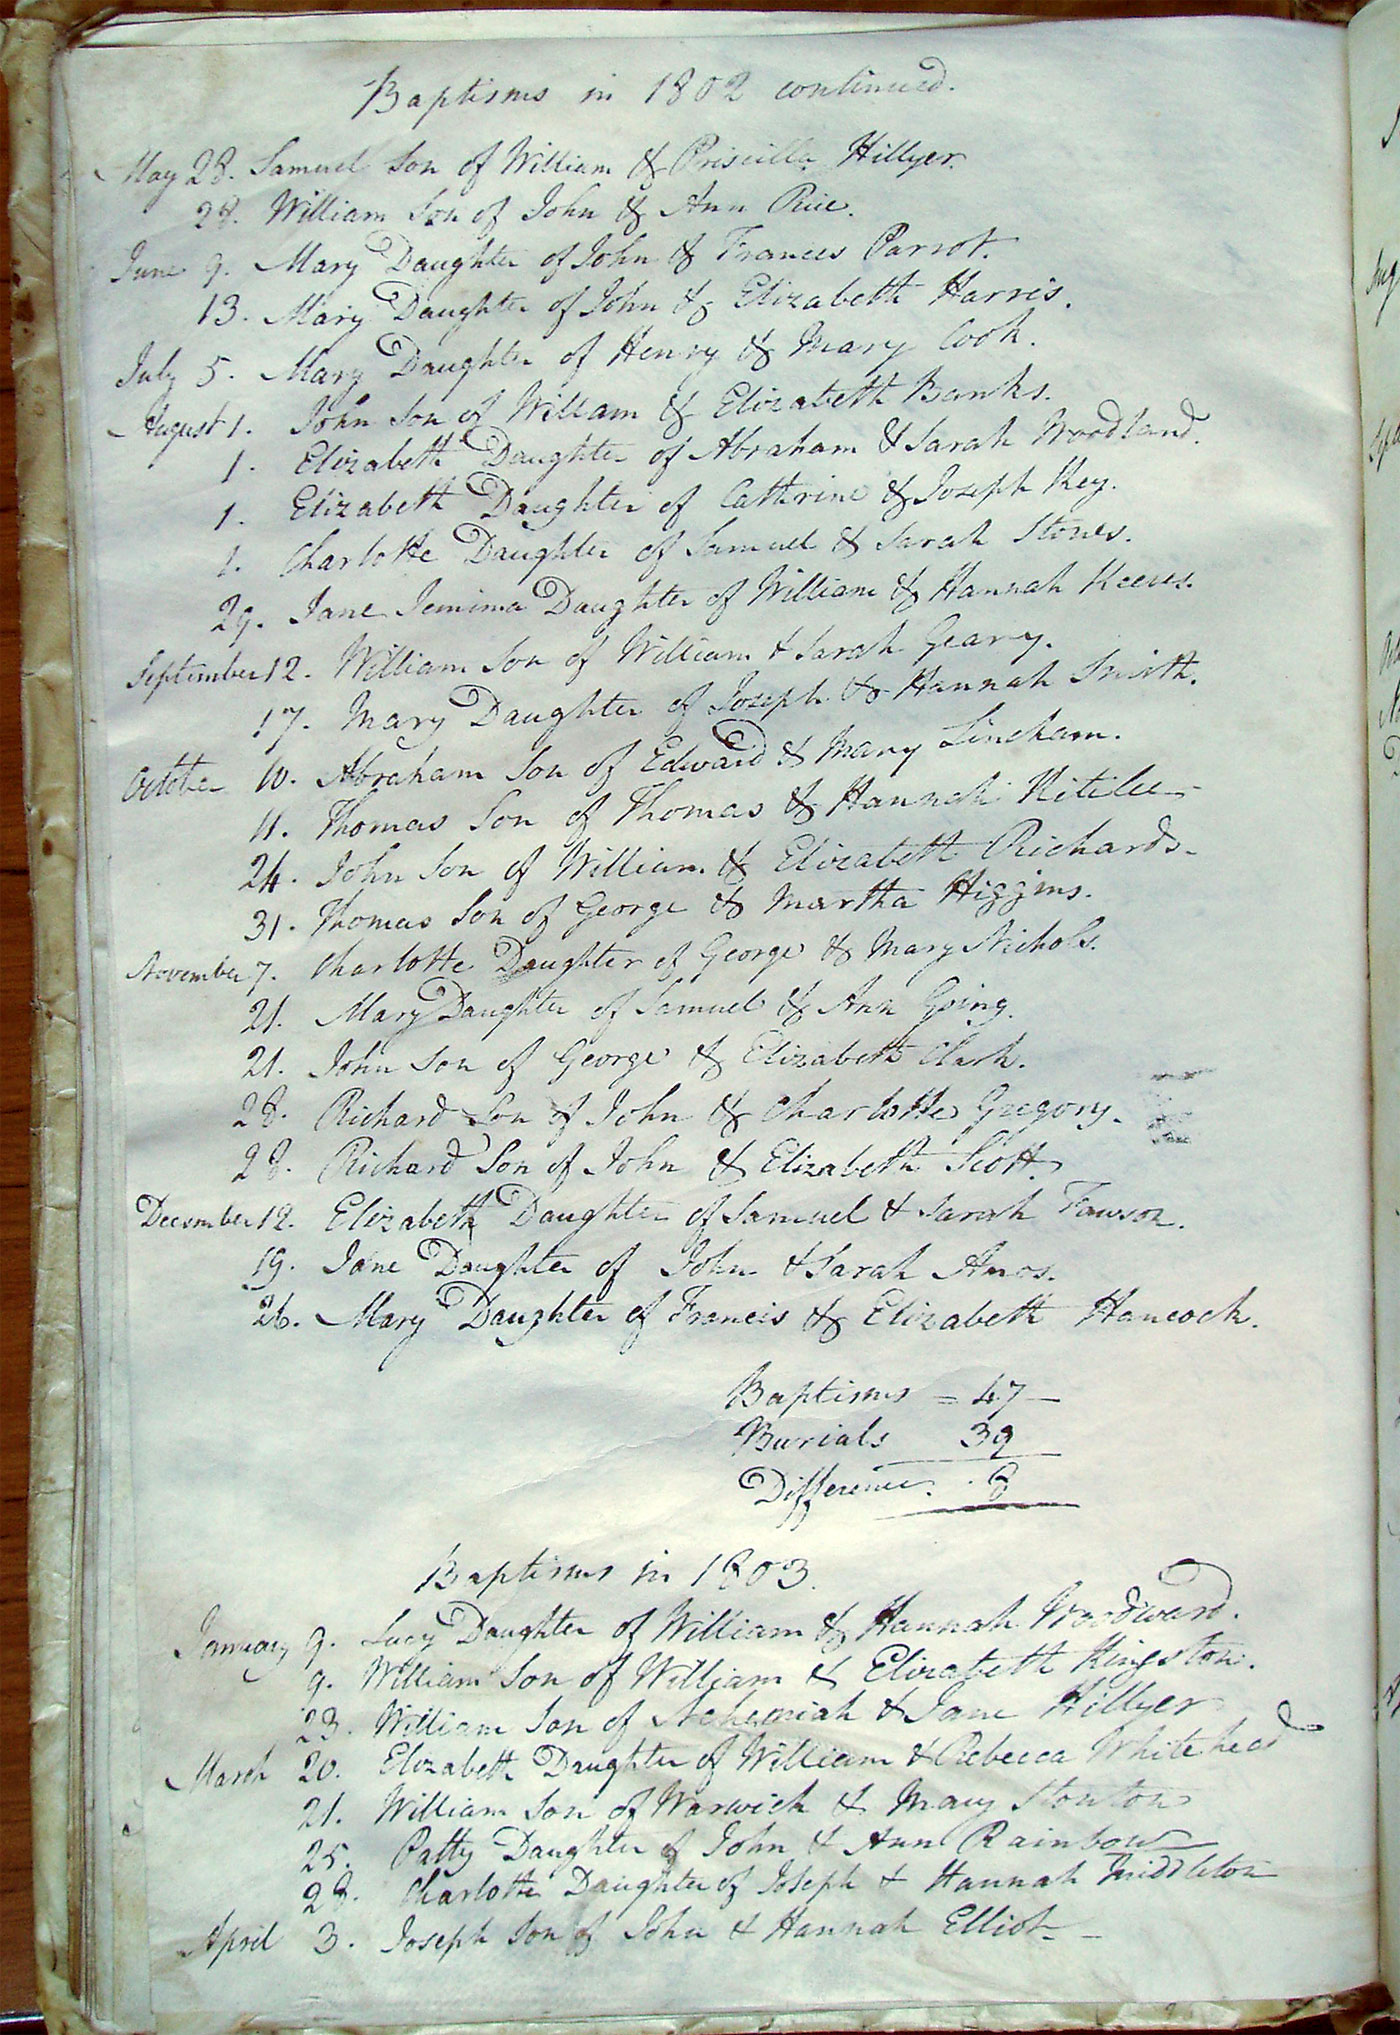 Baptisms in 1802 continued.
May 28. Samuel Son of William & Priscilla Hillyer.
28. William Son of John & Ann Rice.
June 9. Mary Daughter of John & Frances Parrot.
13. Mary Daughter of John & Elizabeth Harris.
July 5. Mary Daughter of Henry & Mary Cook.
August 1. John Son of William & Elizabeth Banks.
1. Elizabeth Daughter of Abraham & Sarah Woodland.
1. Elizabeth Daughter of Cathrine & Joseph Key.
1. Charlotte Daughter of Samuel & Sarah Stones.
29. Jane Jemima Daughter of William & Hannah Keeves.
September 12. William Son of William & Sarah Geary.
17. Mary Daughter of Joseph & Hannah Smith.
October 10. Abraham Son of Edward & Mary Lineham.
11. Thomas Son of Thomas & Hannah
24. John Son of William & Elizabeth Richards.
31. Thomas Son of George & Martha Higgins.
November 7. Charlotte Daughter of George & Mary Nichols.
21. Mary Daughter of Samuel & Ann Going.
21. John Son of George & Elizabeth Clark.
28. Richard Son of John & Charlotte Gregory.
28. Richard Son of John & Elizabeth Scott.
December 12. Elizabeth Daughter of Samuel & Sarah Fawson.
19. Jane Daughter of John & Sarah Amos.
26. Mary Daughter of Francis & Elizabeth Hancock.
Baptisms = 47
Burials 39
Difference. 8
Baptisms in 1803.
January 9. Lucy Daughter of William & Hannah Woodward.
9. William Son of William & Elizabeth Kingston.
23. William Son of Nehemiah & Jane Hillyer
March 20. Elizabeth Daughter of William & Rebecca Whitehead
21. William Son of Warwick & Mary Stonton
25. Patty Daughter of John & Ann Rainbow
28. Charlotte Daughter of Joseph & Hannah Middleton
April 3. Joseph Son of John & Hannah Elliot